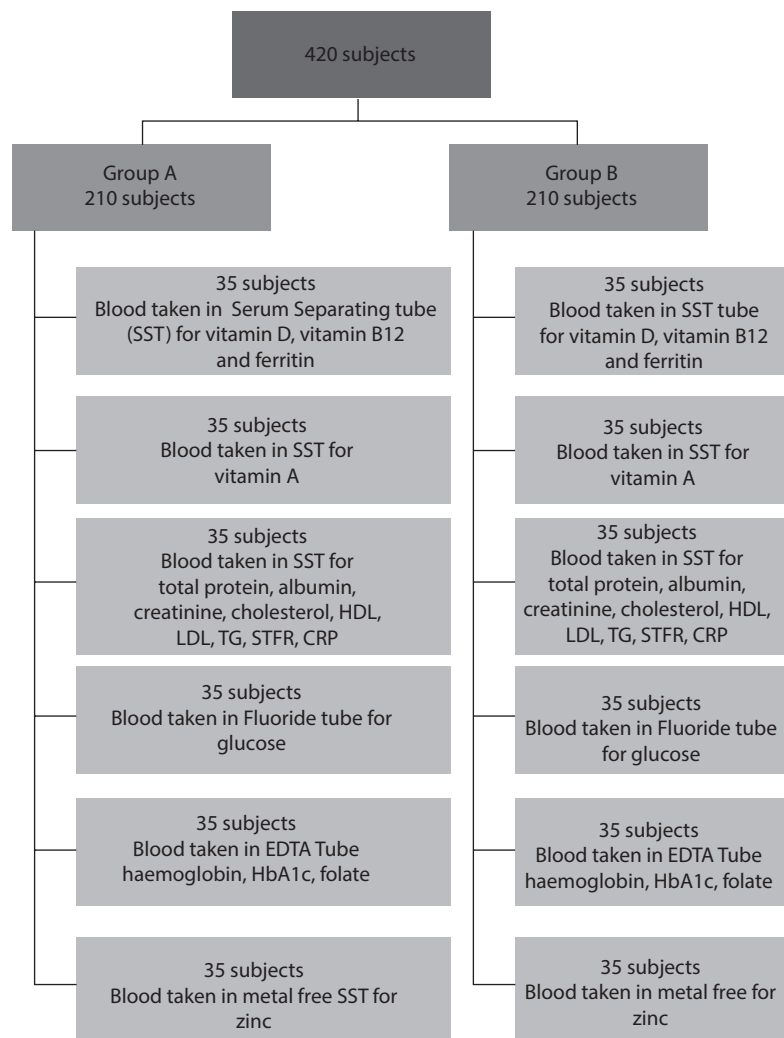 420 subjects
Group A
210 subjects
Group B
210 subjects
35 subjects
Blood taken in Serum Separating tube
(SST) for vitamin D, vitamin B12
and ferritin
35 subjects
Blood taken in SST for
vitamin A
35 subjects
Blood taken in SST for
total protein, albumin,
creatinine, cholesterol, HDL,
LDL, TG, STFR, CRP
35 subjects
Blood taken in Fluoride tube for
glucose
35 subjects
Blood taken in EDTA Tube
haemoglobin, HbA1c, folate
35 subjects
Blood taken in metal free SST for
zinc
35 subjects
Blood taken in SST tube
for vitamin D, vitamin B12
and ferritin
35 subjects
Blood taken in SST for
vitamin A
35 subjects
Blood taken in SST for
total protein, albumin,
creatinine, cholesterol, HDL,
LDL, TG, STFR, CRP
35 subjects
Blood taken in Fluoride tube
for glucose
35 subjects
Blood taken in EDTA Tube
haemoglobin, HbA1c, folate
35 subjects
Blood taken in metal free for
zinc